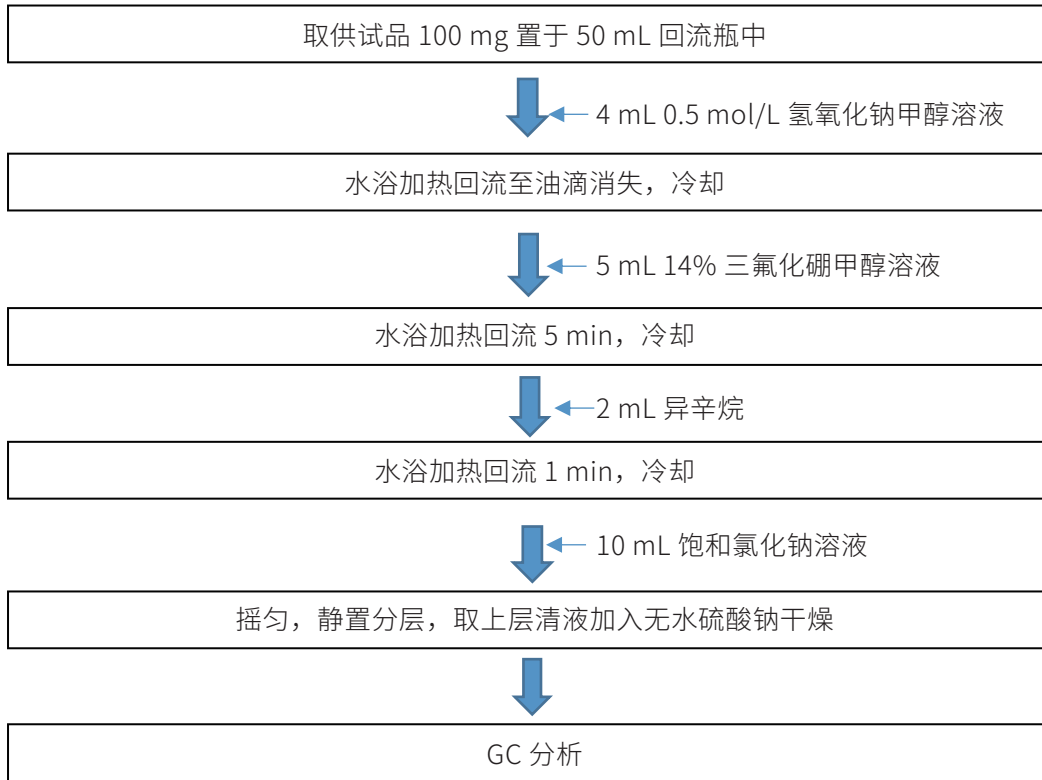 取供试品 100 mg 置于 50 mL 回流瓶中
4 mL 0.5 mol/L 氢氧化钠甲醇溶液
水浴加热回流至油滴消失，冷却
5 mL 14% 三氟化硼甲醇溶液
水浴加热回流 5 min，冷却
2 mL 异辛烷
水浴加热回流 1 min，冷却
10 mL 饱和氯化钠溶液
摇匀，静置分层，取上层清液加入无水硫酸钠干燥
GC 分析